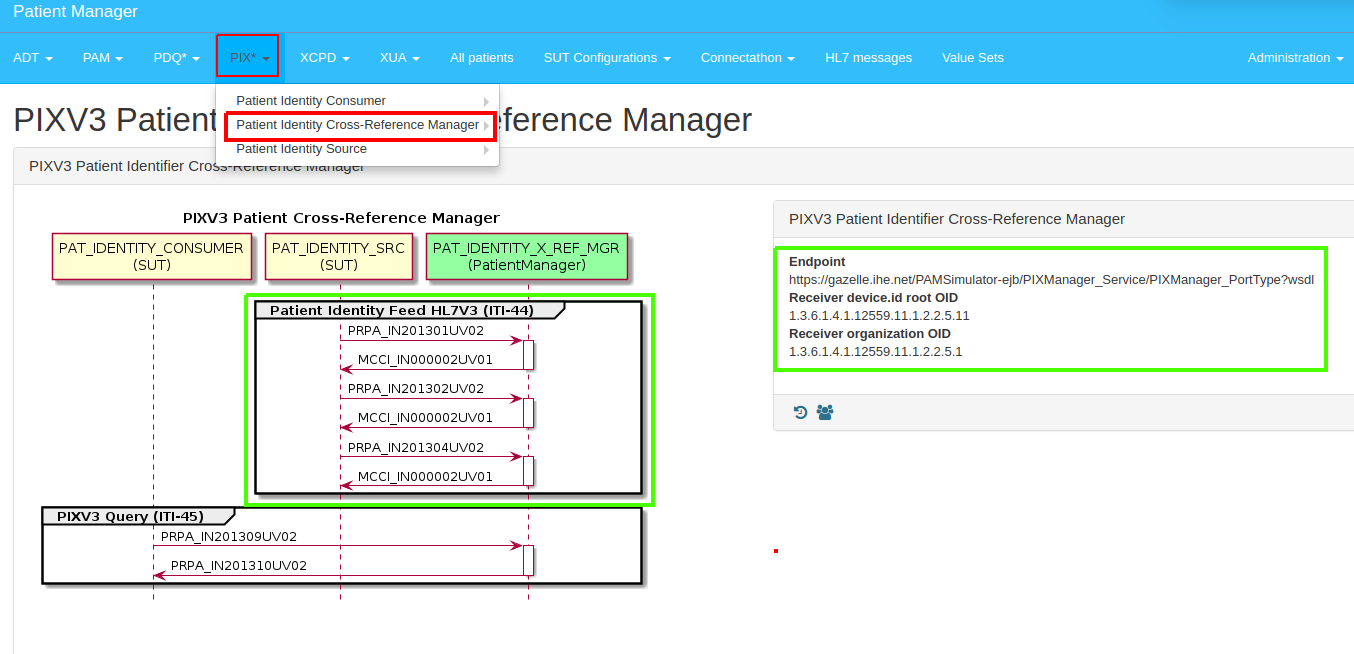 Patient Manager
ADT PAM PDQ* PIX* XCPD XUA All patients SUT Configurations Connectathon HL7 messages Value Sets Administration
Patient Identity Consumer
Patient Identity Cross-Reference Manager
Patient Identity Source
PIXV3 Patient ference Manager
PIXV3 Patient Identifier Cross-Reference Manager
PIXV3 Patient Cross-Reference Manager
PAT_IDENTITY_CONSUMER
(SUT)
PAT_IDENTITY_SRC
(SUT)
PAT_IDENTITY_X_REF_MGR
(PatientManager)
Patient Identity Feed HL7V3 (ITI-44)
PRPA_IN201301UV02
MCCI_IN000002UV01
PRPA_IN201302UV02
MCCI_IN000002UV01
PRPA_IN201304UV02
MCCI_IN000002UV01
PIXV3 Query (ITI-45)
PRPA_IN201309UV02
PRPA_IN201310UV02
PIXV3 Patient Identifier Cross-Reference Manager
Endpoint
https://gazelle.ihe.net/PAMSimulator-ejb/PIXManager_Service/PIXManager_PortType?wsdl
Receiver device.id root OID
1.3.6.1.4.1.12559.11.1.2.2.5.11
Receiver organization OID
1.3.6.1.4.1.12559.11.1.2.2.5.1